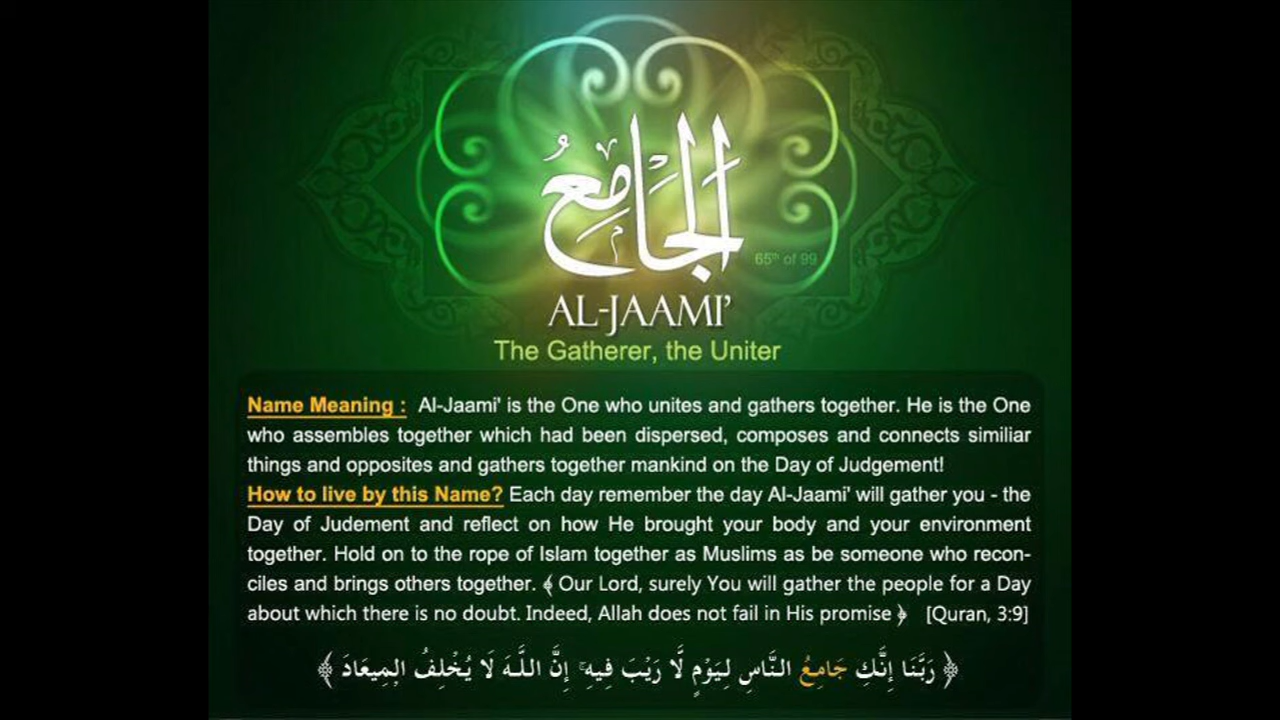 الجَامِعُ
65th of 99
AL-JAAMI'
The Gatherer, the Uniter
Name Meaning : Al-Jaami' is the One who unites and gathers together. He is the One
who assembles together which had been dispersed, composes and connects similiar
things and opposites and gathers together mankind on the Day of Judgement!
How to live by this Name? Each day remember the day Al-Jaami' will gather you - the
Day of Judement and reflect on how He brought your body and your environment
together. Hold on to the rope of Islam together as Muslims as be someone who recon-
ciles and brings others together. ﴾ Our Lord, surely You will gather the people for a Day
about which there is no doubt. Indeed, Allah does not fail in His promise ﴿ [Quran, 3:9]
﴿ رَبَّنَا إِنَّكَ جَامِعُ النَّاسِ لِيَوْمٍ لَّا رَيْبَ فِيهِ ۚ إِنَّ اللَّـهَ لَا يُخْلِفُ الْمِيعَادَ ﴾